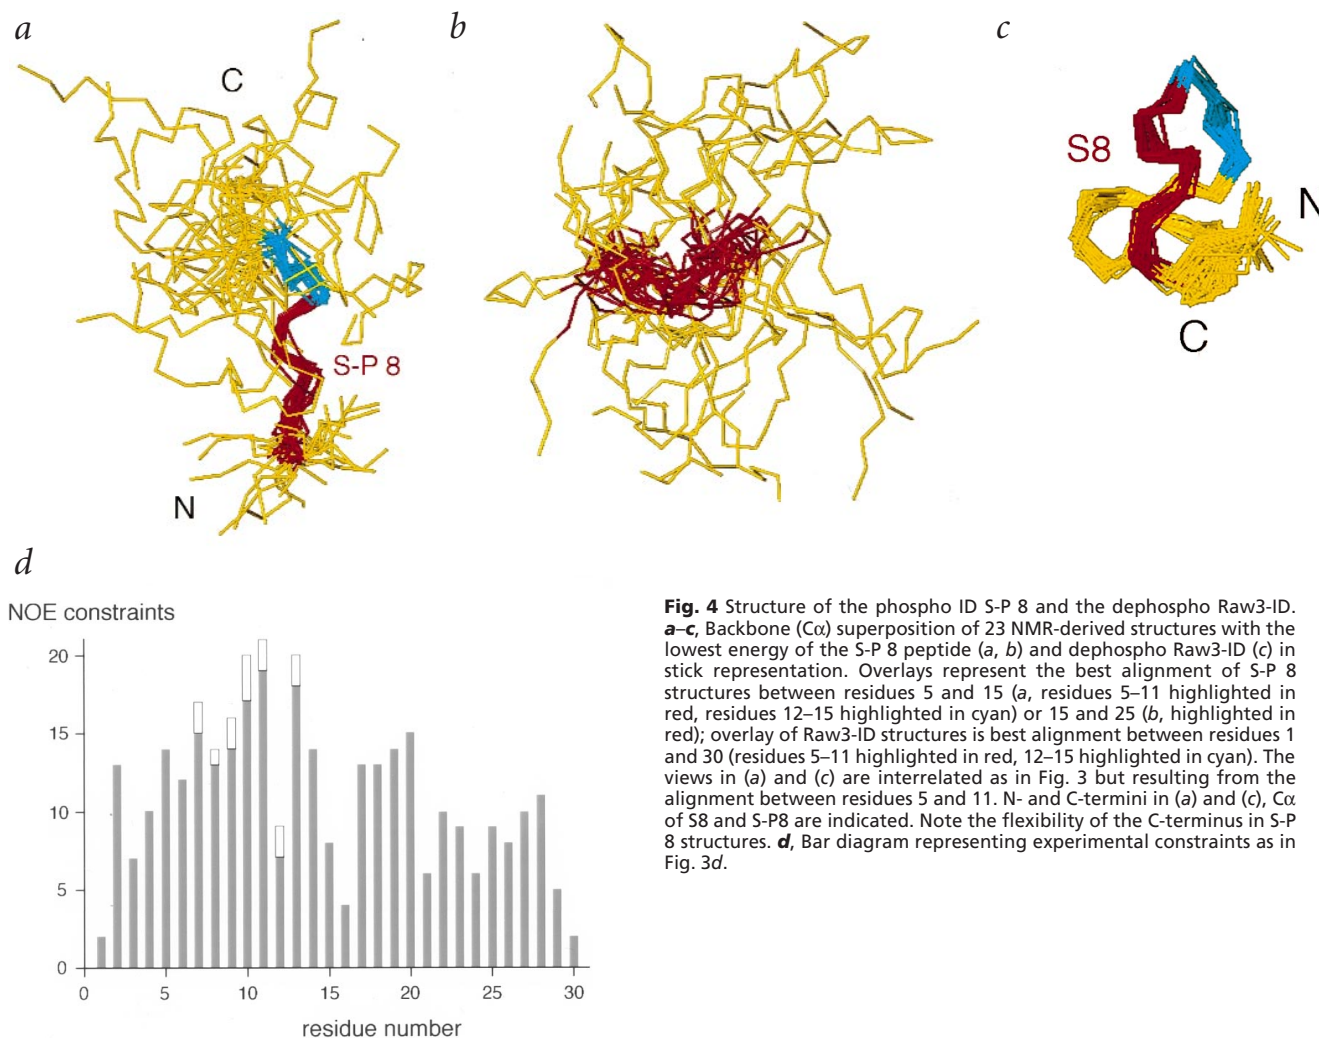 a
b
c
C
S-P 8
N
S8
N
C
d
NOE constraints
20
15
10
5
0
0 5 10 15 20 25 30
residue number
Fig. 4 Structure of the phospho ID S-P 8 and the dephospho Raw3-ID.
a–c, Backbone (Cα) superposition of 23 NMR-derived structures with the
lowest energy of the S-P 8 peptide (a, b) and dephospho Raw3-ID (c) in
stick representation. Overlays represent the best alignment of S-P 8
structures between residues 5 and 15 (a, residues 5–11 highlighted in
red, residues 12–15 highlighted in cyan) or 15 and 25 (b, highlighted in
red); overlay of Raw3-ID structures is best alignment between residues 1
and 30 (residues 5–11 highlighted in red, 12–15 highlighted in cyan). The
views in (a) and (c) are interrelated as in Fig. 3 but resulting from the
alignment between residues 5 and 11. N- and C-termini in (a) and (c), Cα
of S8 and S-P8 are indicated. Note the flexibility of the C-terminus in S-P
8 structures. d, Bar diagram representing experimental constraints as in
Fig. 3d.